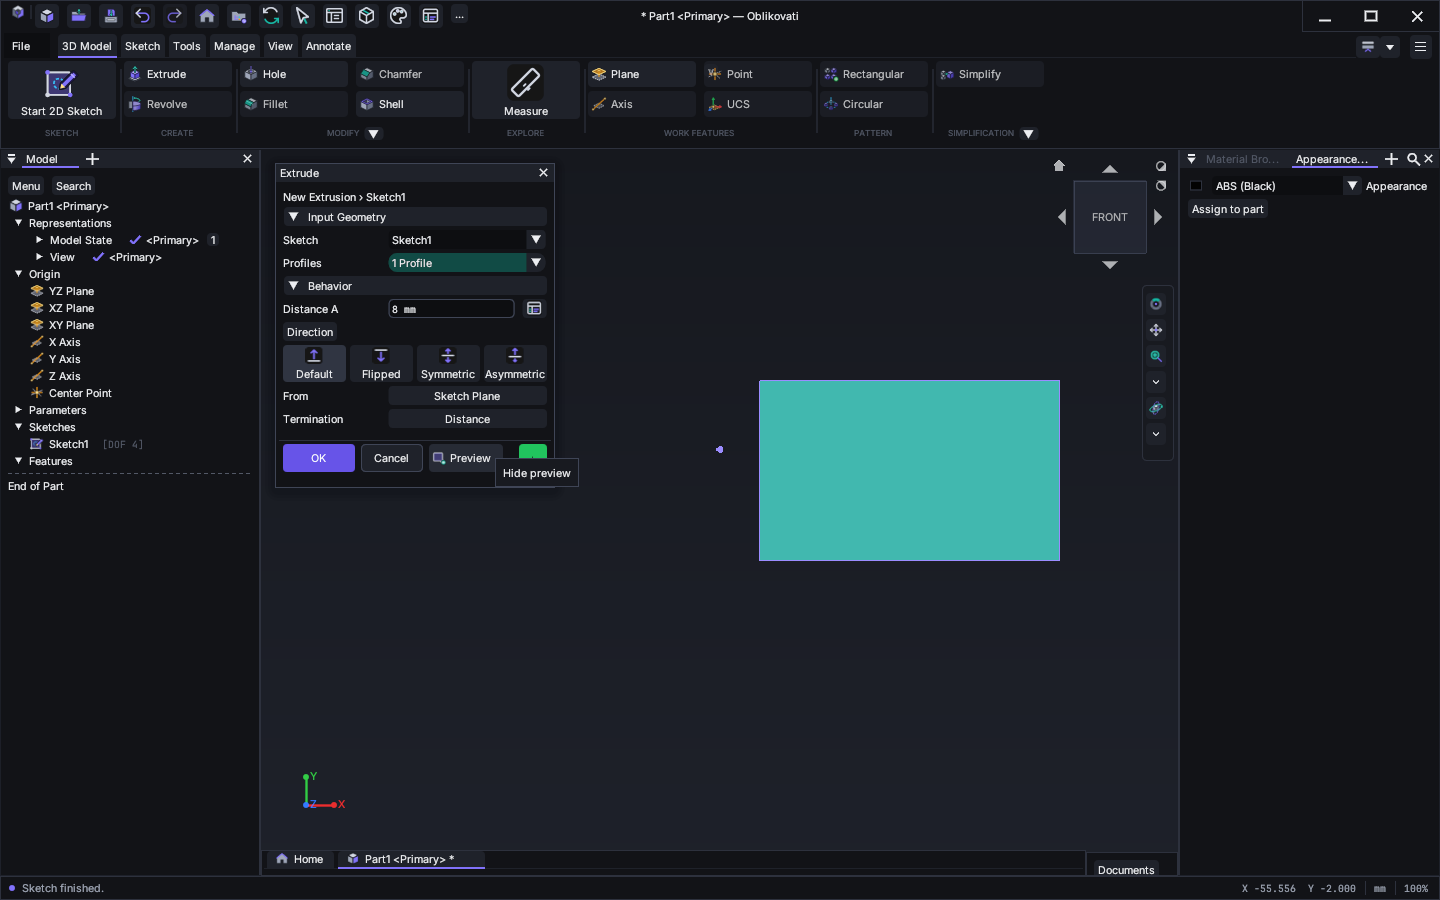 * Part1 <Primary> — Oblikovati
File
3D Model
Sketch
Tools
Manage
View
Annotate
Start 2D Sketch
Extrude
Revolve
Hole
Fillet
Chamfer
Shell
Measure
Plane
Axis
Point
UCS
Rectangular
Circular
Simplify
SKETCH
CREATE
MODIFY
EXPLORE
WORK FEATURES
PATTERN
SIMPLIFICATION
Model
Menu
Search
Part1 <Primary>
Representations
Model State <Primary> 1
View <Primary>
Origin
YZ Plane
XZ Plane
XY Plane
X Axis
Y Axis
Z Axis
Center Point
Parameters
Sketches
Sketch1 [DOF 4]
Features
End of Part
Extrude
New Extrusion › Sketch1
Input Geometry
Sketch Sketch1
Profiles 1 Profile
Behavior
Distance A 8 mm
Direction
Default
Flipped
Symmetric
Asymmetric
From Sketch Plane
Termination Distance
OK
Cancel
Preview
Hide preview
FRONT
Y
Z
X
Material Bro...
Appearance...
ABS (Black)
Appearance
Assign to part
Home
Part1 <Primary> *
Documents
Sketch finished.
X -55.556 Y -2.000 mm 100%